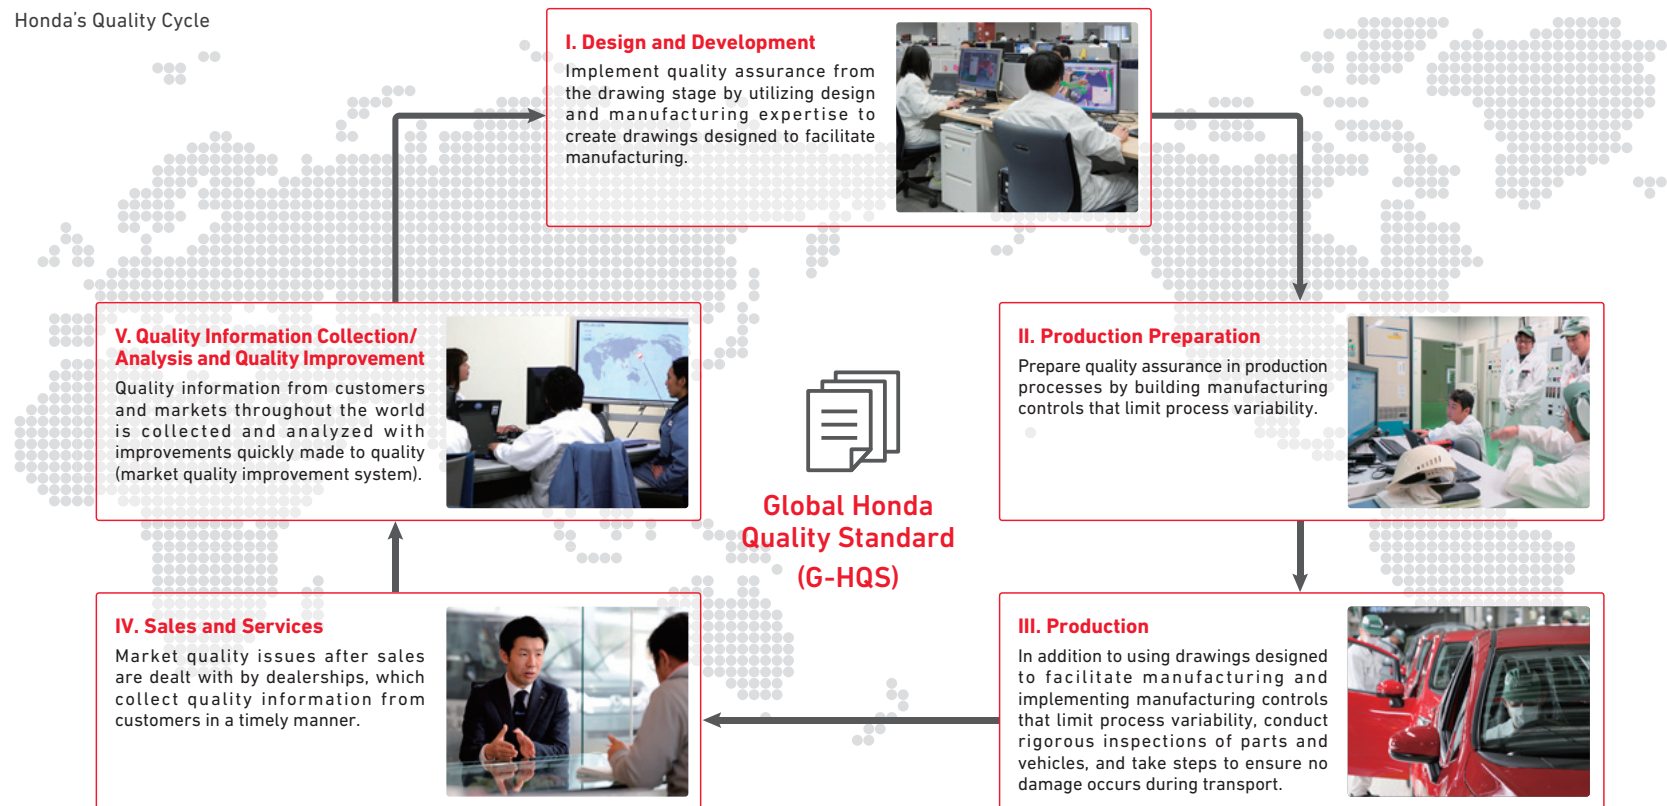 Honda's Quality Cycle
I. Design and Development
Implement quality assurance from
the drawing stage by utilizing design
and manufacturing expertise to
create drawings designed to facilitate
manufacturing.
II. Production Preparation
Prepare quality assurance in production
processes by building manufacturing
controls that limit process variability.
III. Production
In addition to using drawings designed
to facilitate manufacturing and
implementing manufacturing controls
that limit process variability, conduct
rigorous inspections of parts and
vehicles, and take steps to ensure no
damage occurs during transport.
IV. Sales and Services
Market quality issues after sales
are dealt with by dealerships, which
collect quality information from
customers in a timely manner.
V. Quality Information Collection/
Analysis and Quality Improvement
Quality information from customers
and markets throughout the world
is collected and analyzed with
improvements quickly made to quality
(market quality improvement system).
Global Honda
Quality Standard
(G-HQS)